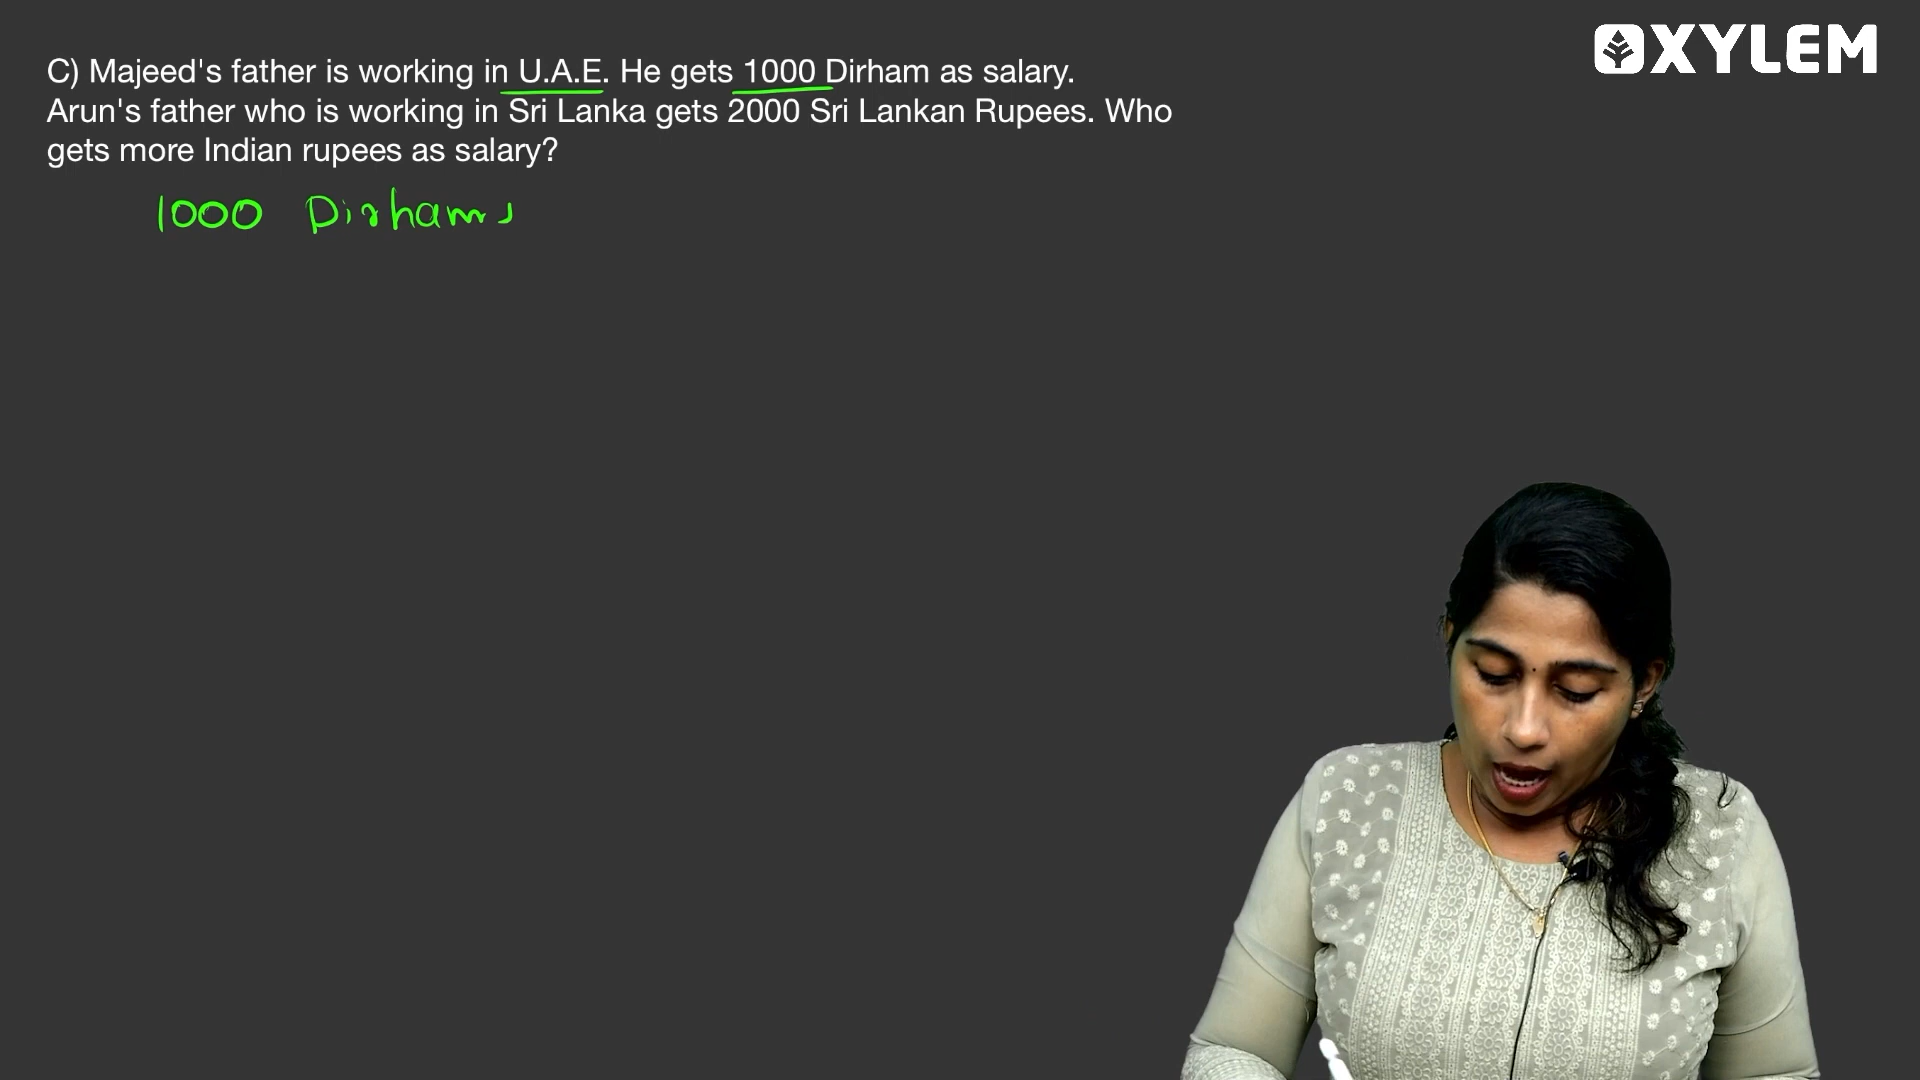 OXYLEM
C) Majeed's father is working in U.A.E. He gets 1000 Dirham as salary.
Arun's father who is working in Sri Lanka gets 2000 Sri Lankan Rupees. Who
gets more Indian rupees as salary?
1000 Dirhams